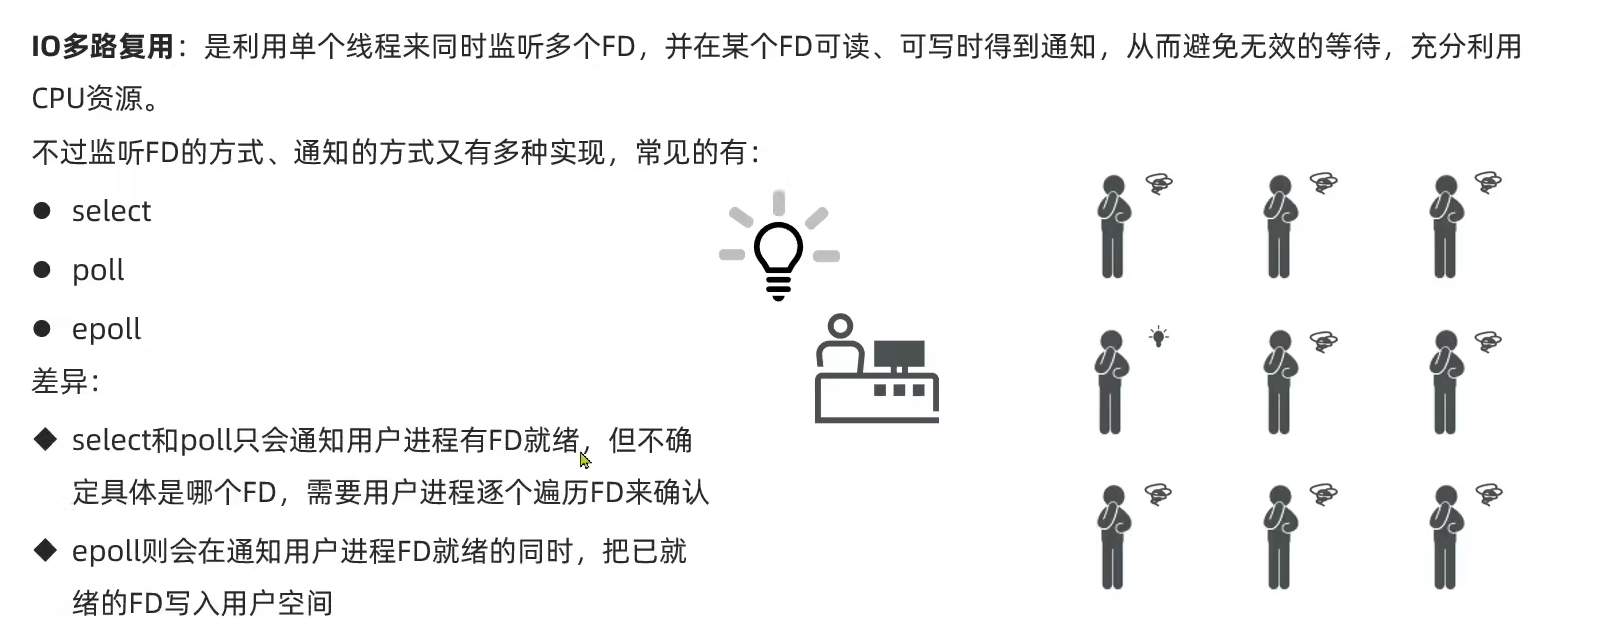 IO多路复用：是利用单个线程来同时监听多个FD，并在某个FD可读、可写时得到通知，从而避免无效的等待，充分利用
CPU资源。
不过监听FD的方式、通知的方式又有多种实现，常见的有：
● select
● poll
● epoll
差异：
◆ select和poll只会通知用户进程有FD就绪，但不确
定具体是哪个FD，需要用户进程逐个遍历FD来确认
◆ epoll则会在通知用户进程FD就绪的同时，把已就
绪的FD写入用户空间